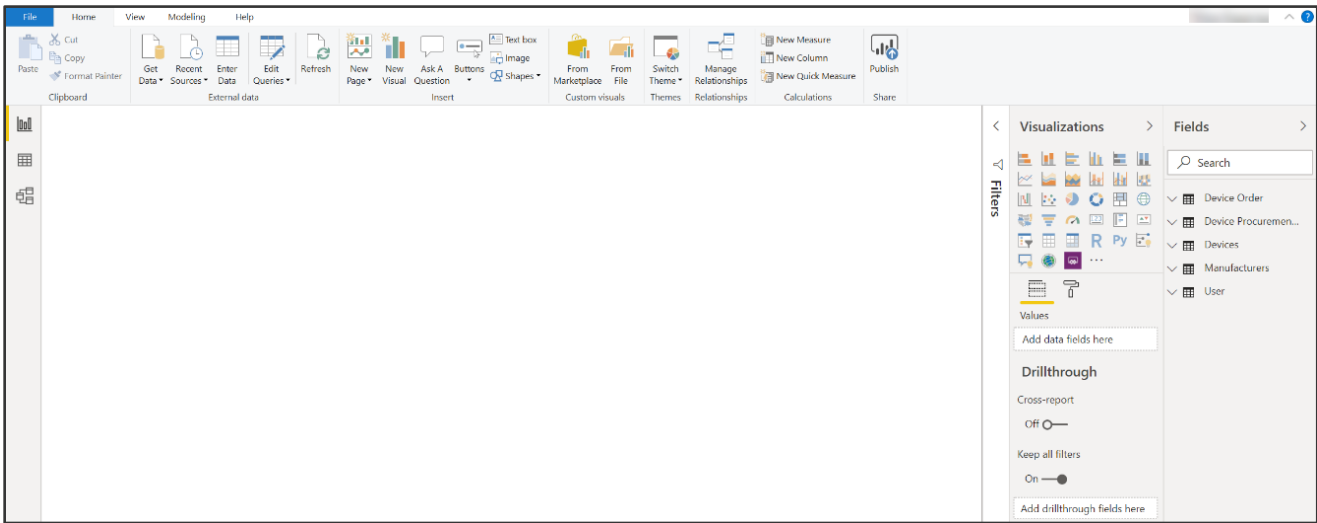 File Home View Modeling Help
?
Paste
Cut
Copy
Format Painter
Clipboard
Get Data
Recent Sources
Enter Data
Edit Queries
Refresh
External data
New Page
New Visual
Ask A Question
Buttons
Text box
Image
Shapes
Insert
From Marketplace
From File
Custom visuals
Switch Theme
Themes
Manage Relationships
Relationships
New Measure
New Column
New Quick Measure
Calculations
Publish
Share
Filters
Visualizations
R Py
Values
Add data fields here
Drillthrough
Cross-report
Off
Keep all filters
On
Add drillthrough fields here
Fields
Search
Device Order
Device Procuremen...
Devices
Manufacturers
User